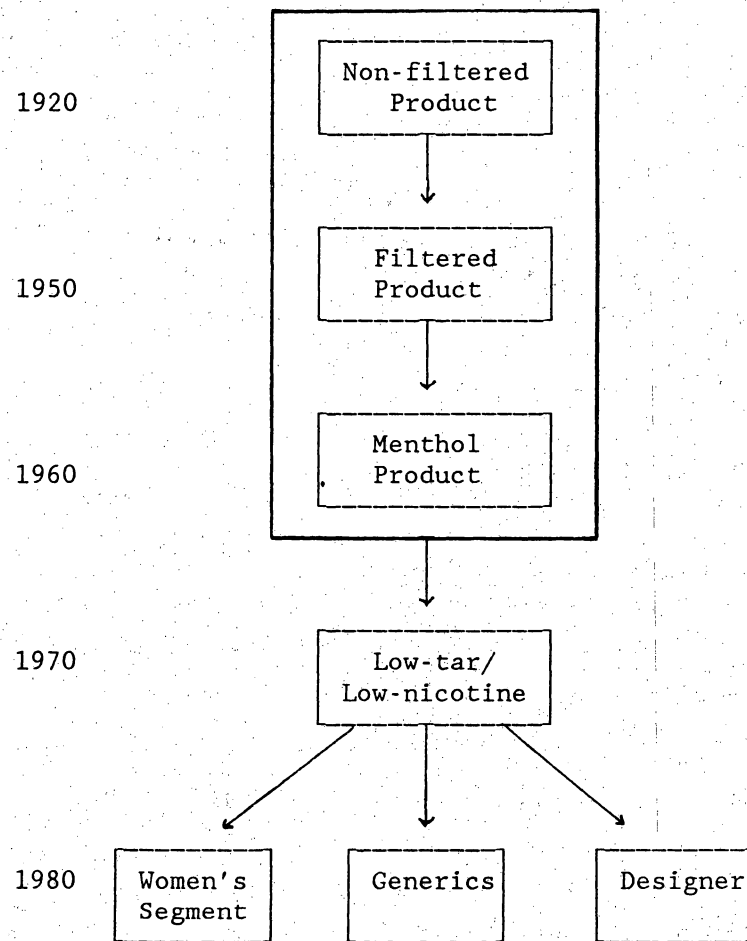 1920
Non-filtered
Product
1950
Filtered
Product
1960
Menthol
Product
1970
Low-tar/
Low-nicotine
1980
Women's
Segment
Generics
Designer